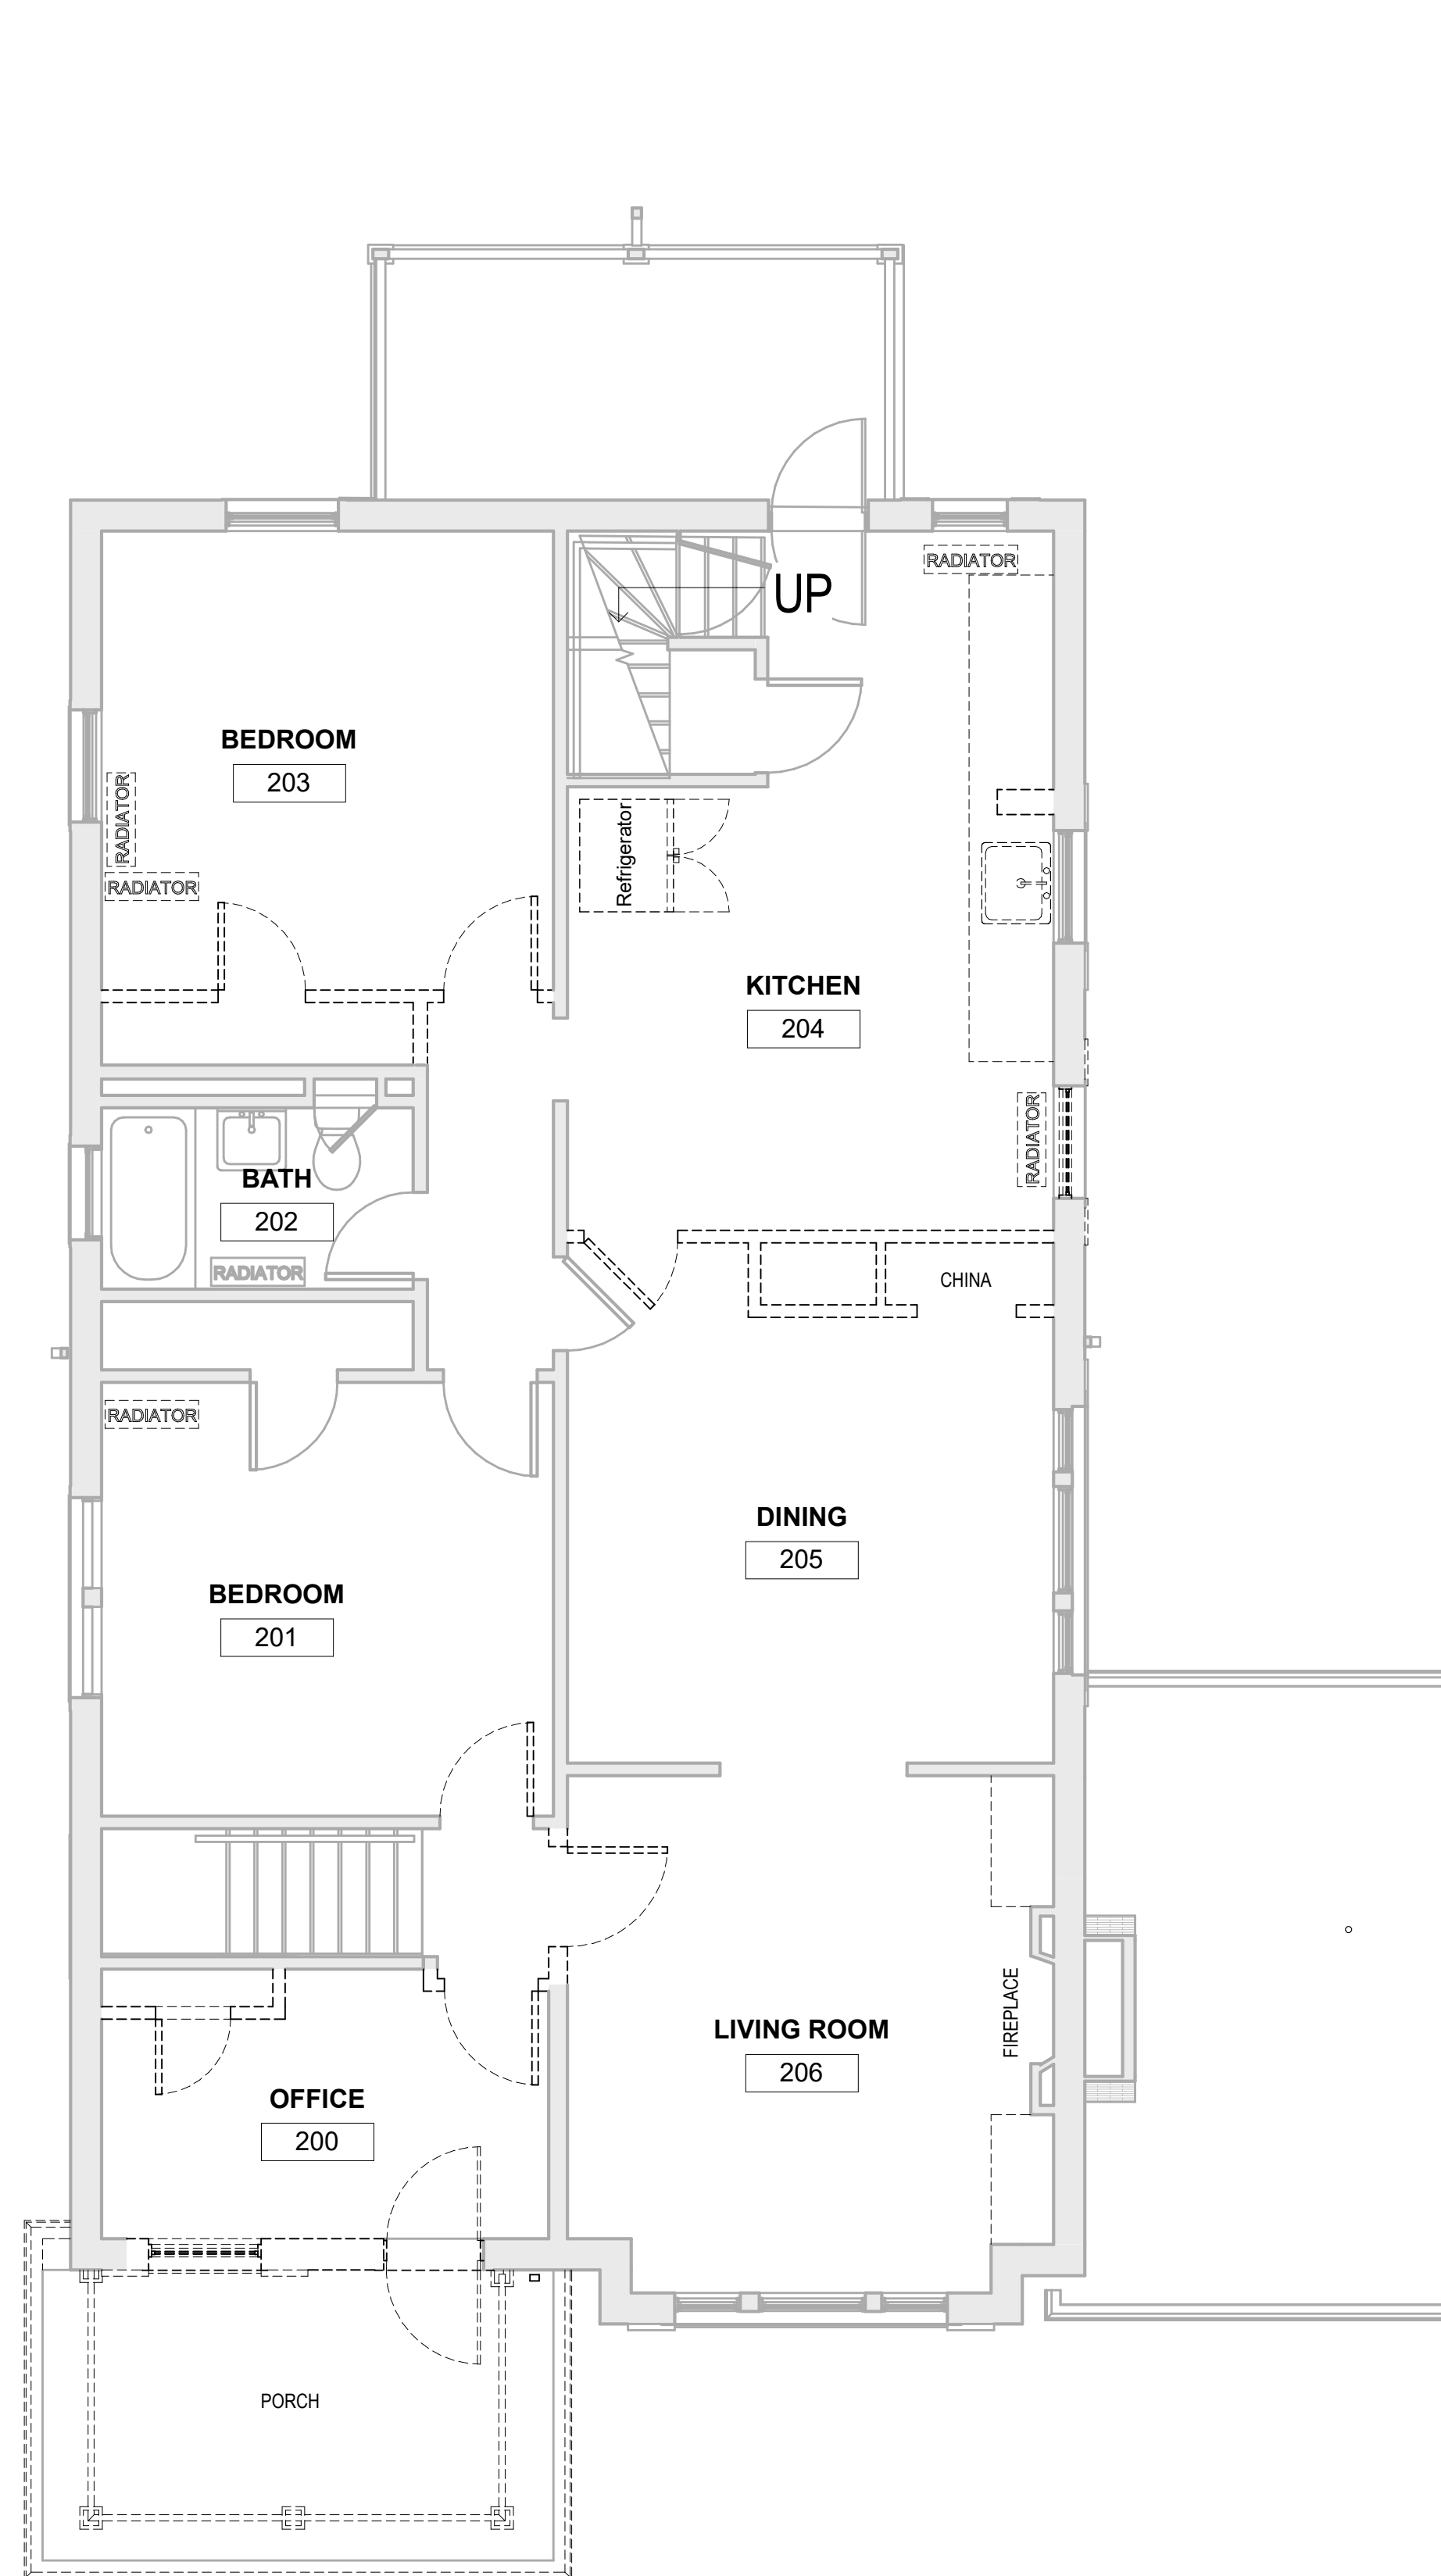 RADIATOR
UP
BEDROOM
203
RADIATOR
RADIATOR
Refrigerator
KITCHEN
204
RADIATOR
BATH
202
RADIATOR
CHINA
RADIATOR
DINING
205
BEDROOM
201
FIREPLACE
LIVING ROOM
206
OFFICE
200
PORCH